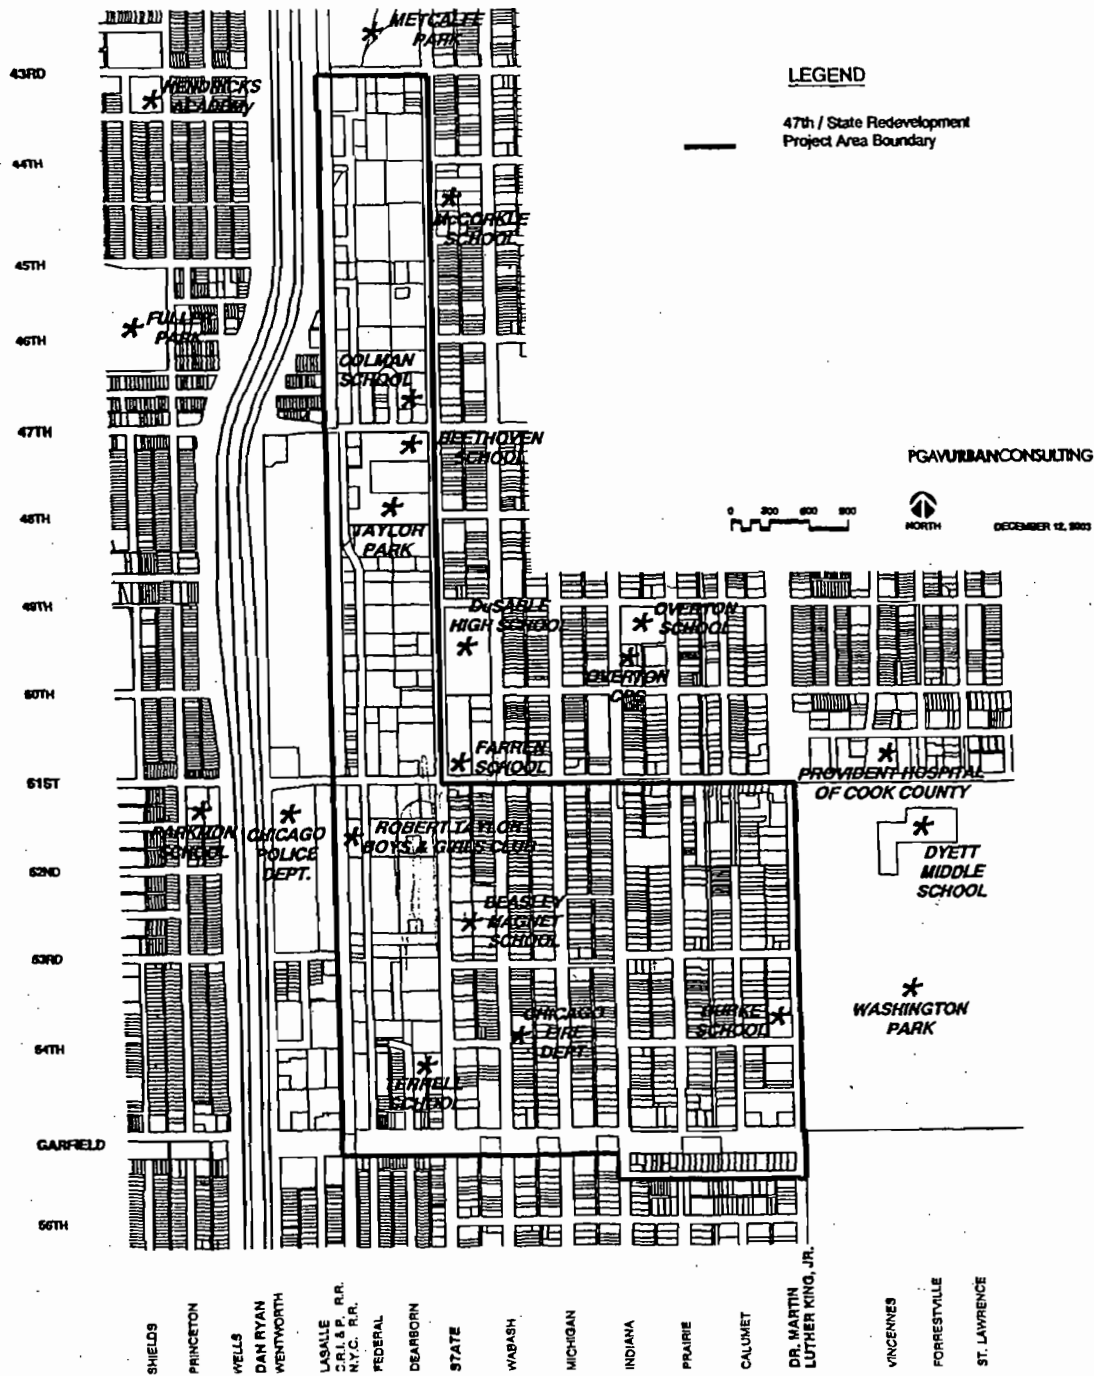 METCALFE
PARK
43RD
HENDRICKS
ACADEMY
LEGEND
47th / State Redevelopment
Project Area Boundary
44TH
McCORKLE
SCHOOL
45TH
FULLER
PARK
46TH
COLMAN
SCHOOL
47TH
BEETHOVEN
SCHOOL
PGAVURBANCONSULTING
48TH
TAYLOR
PARK
0 300 600 900
NORTH
DECEMBER 12, 2003
49TH
DuSABLE
HIGH SCHOOL
OVERTON
SCHOOL
OVERTON
CPC
50TH
FARREN
SCHOOL
51ST
PROVIDENT HOSPITAL
OF COOK COUNTY
PARKMON
SCHOOL
CHICAGO
POLICE
DEPT.
ROBERT TAYLOR
BOYS & GIRLS CLUB
DYETT
MIDDLE
SCHOOL
52ND
BEASLEY
MAGNET
SCHOOL
53RD
CHICAGO
FIRE
DEPT.
BURKE
SCHOOL
WASHINGTON
PARK
54TH
TERRELL
SCHOOL
GARFIELD
56TH
SHIELDS
PRINCETON
WELLS
DAN RYAN
WENTWORTH
LASALLE
C.R.I. & P. R.R.
N.Y.C. R.R.
FEDERAL
DEARBORN
STATE
WABASH
MICHIGAN
INDIANA
PRAIRIE
CALUMET
DR. MARTIN
LUTHER KING, JR.
VINCENNES
FORRESTVILLE
ST. LAWRENCE